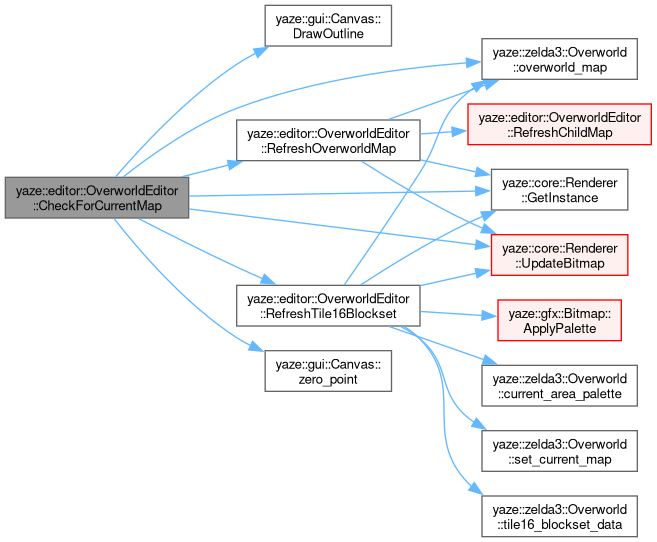 yaze::editor::OverworldEditor
::CheckForCurrentMap
yaze::gui::Canvas::
DrawOutline
yaze::zelda3::Overworld
::overworld_map
yaze::editor::OverworldEditor
::RefreshOverworldMap
yaze::editor::OverworldEditor
::RefreshChildMap
yaze::core::Renderer
::GetInstance
yaze::core::Renderer
::UpdateBitmap
yaze::editor::OverworldEditor
::RefreshTile16Blockset
yaze::gfx::Bitmap::
ApplyPalette
yaze::gui::Canvas::
zero_point
yaze::zelda3::Overworld
::current_area_palette
yaze::zelda3::Overworld
::set_current_map
yaze::zelda3::Overworld
::tile16_blockset_data